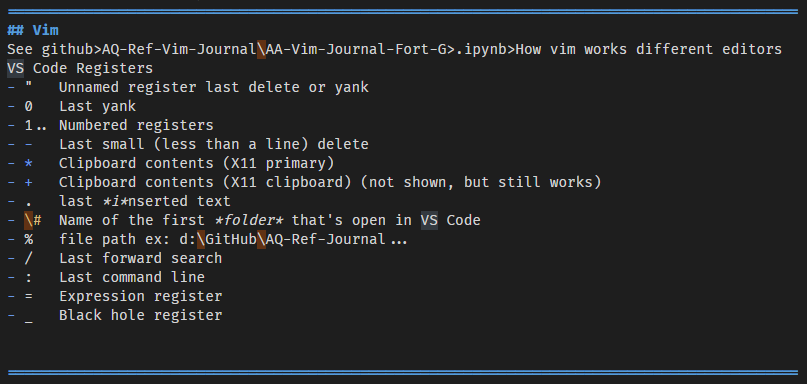 ## Vim
See github>AQ-Ref-Vim-Journal\AA-Vim-Journal-Fort-G>.ipynb>How vim works different editors
VS Code Registers
- "   Unnamed register last delete or yank
- 0   Last yank
- 1.. Numbered registers
- -   Last small (less than a line) delete
- *   Clipboard contents (X11 primary)
- +   Clipboard contents (X11 clipboard) (not shown, but still works)
- .   last *i*nserted text
- \#  Name of the first *folder* that's open in VS Code
- %   file path ex: d:\GitHub\AQ-Ref-Journal...
- /   Last forward search
- :   Last command line
- =   Expression register
- _   Black hole register